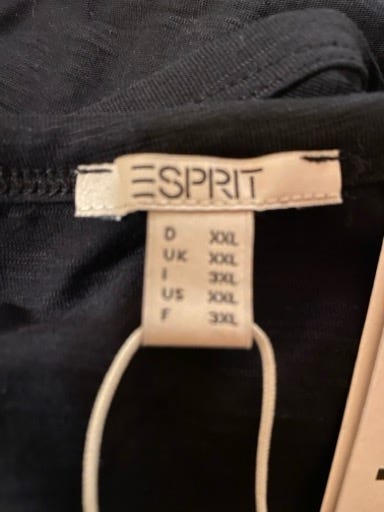 ESPRIT
D XXL
UK XXL
I 3XL
US XXL
F 3XL